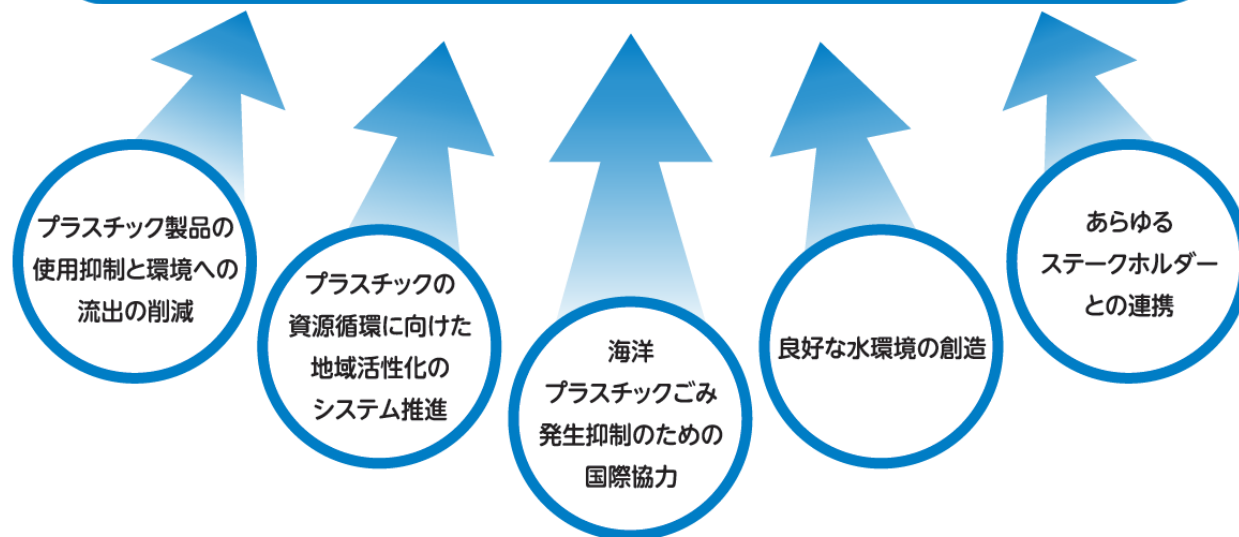 プラスチック製品の
使用抑制と環境への
流出の削減
プラスチックの
資源循環に向けた
地域活性化の
システム推進
海洋
プラスチックごみ
発生抑制のための
国際協力
良好な水環境の創造
あらゆる
ステークホルダー
との連携